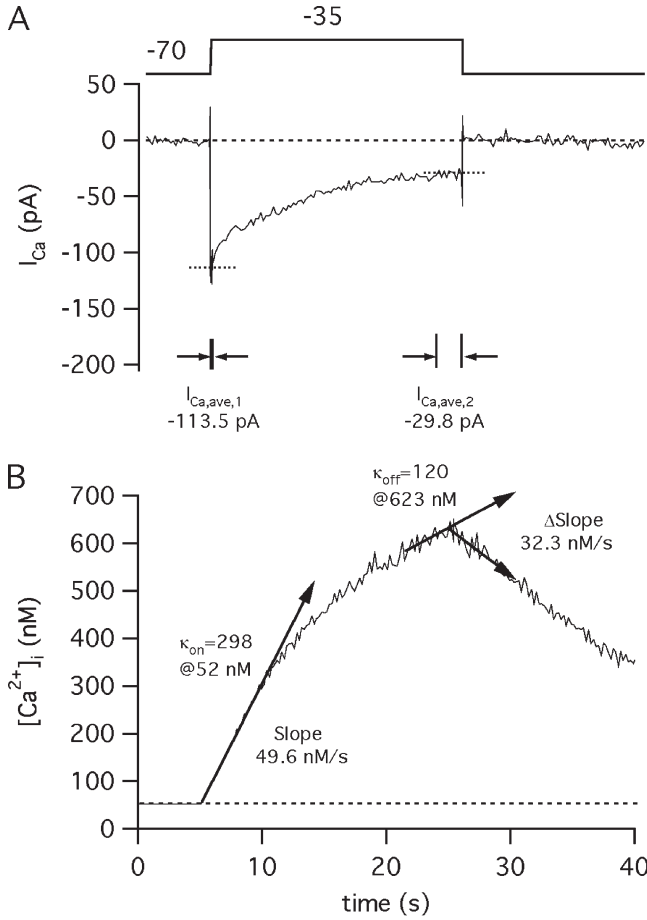 A
-35
-70
50
0
-50
-100
-150
-200
I_Ca (pA)
I_Ca,ave,1
-113.5 pA
I_Ca,ave,2
-29.8 pA
B
700
600
500
400
300
200
100
0
[Ca²⁺]ᵢ (nM)
κ_off=120
@623 nM
ΔSlope
32.3 nM/s
κ_on=298
@52 nM
Slope
49.6 nM/s
0 10 20 30 40
time (s)